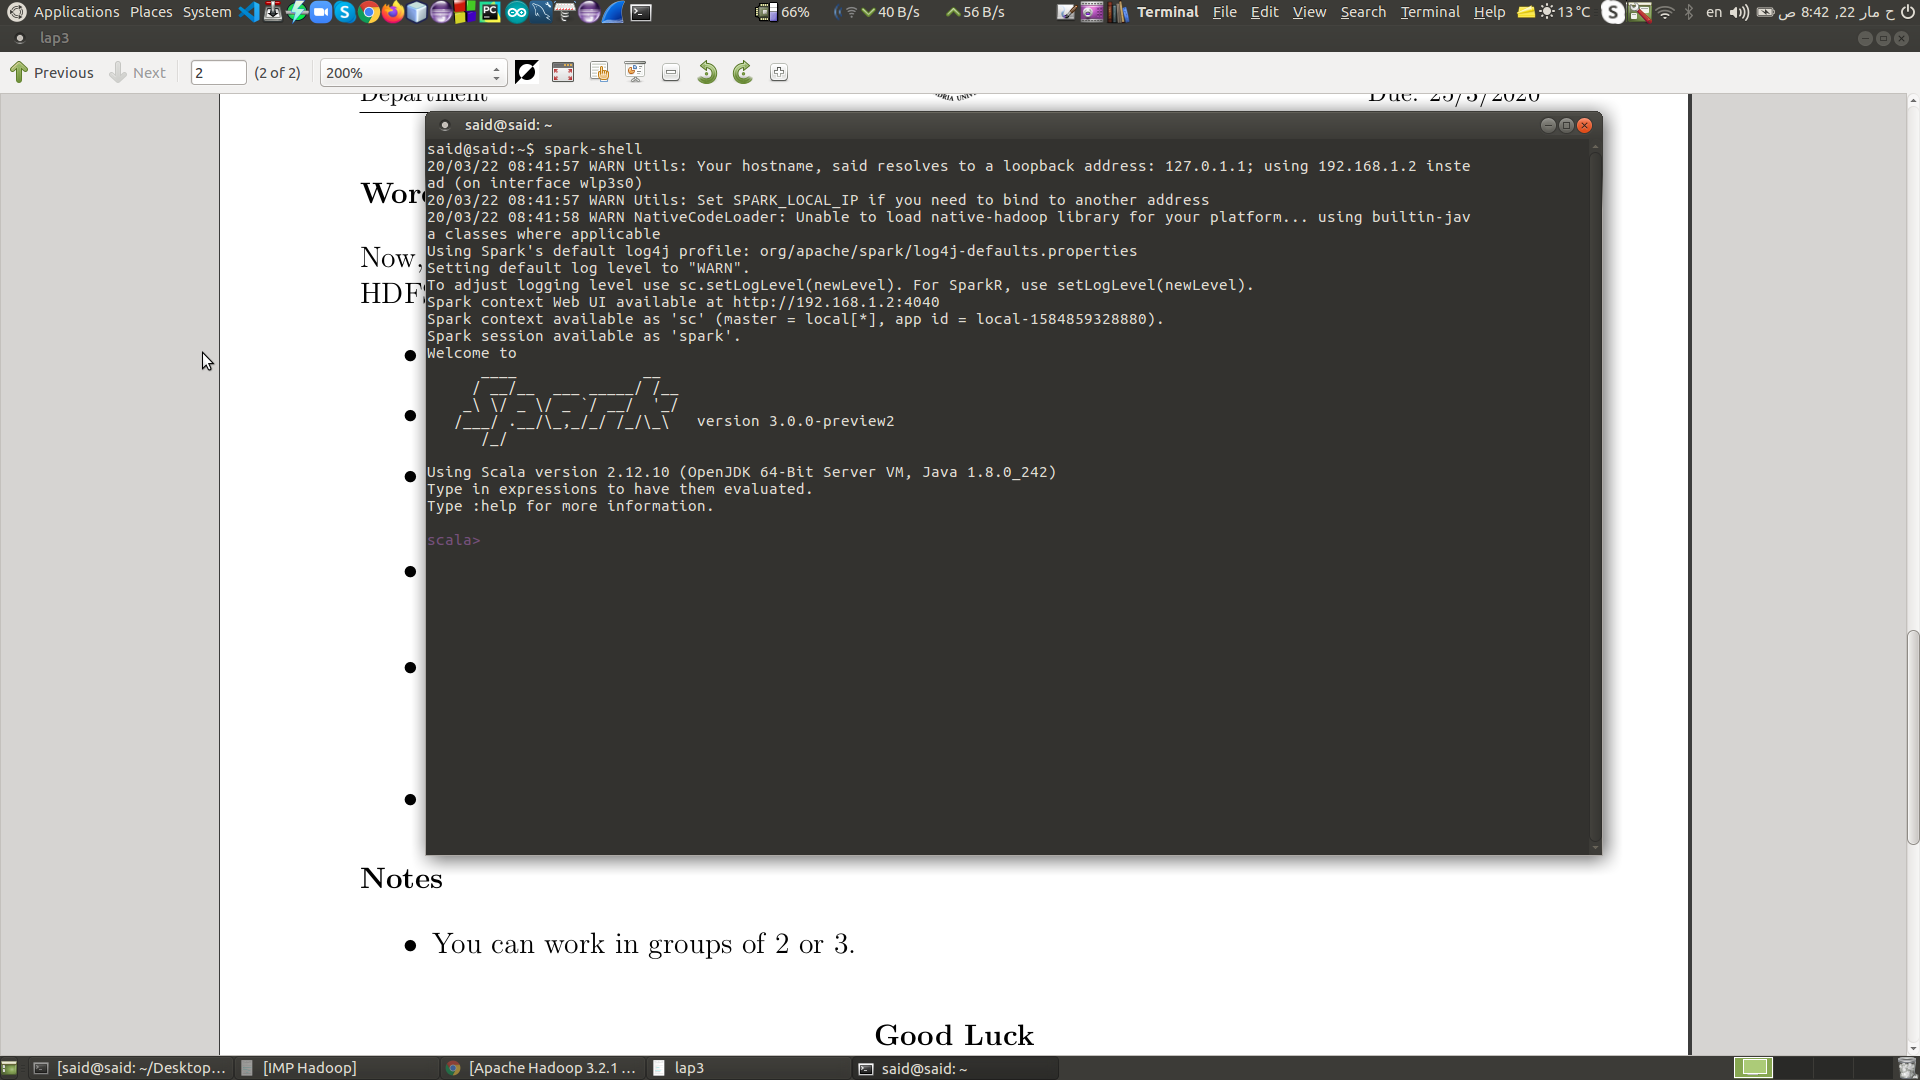 Applications Places System 66% 40 B/s 56 B/s Terminal File Edit View Search Terminal Help 13 °C en ح مار 22, 8:42 ص
lap3
Previous Next 2 (2 of 2) 200%
Department Due: 25/3/2020
said@said: ~
said@said:~$ spark-shell
20/03/22 08:41:57 WARN Utils: Your hostname, said resolves to a loopback address: 127.0.1.1; using 192.168.1.2 inste
ad (on interface wlp3s0)
20/03/22 08:41:57 WARN Utils: Set SPARK_LOCAL_IP if you need to bind to another address
20/03/22 08:41:58 WARN NativeCodeLoader: Unable to load native-hadoop library for your platform... using builtin-jav
a classes where applicable
Using Spark's default log4j profile: org/apache/spark/log4j-defaults.properties
Setting default log level to "WARN".
To adjust logging level use sc.setLogLevel(newLevel). For SparkR, use setLogLevel(newLevel).
Spark context Web UI available at http://192.168.1.2:4040
Spark context available as 'sc' (master = local[*], app id = local-1584859328880).
Spark session available as 'spark'.
Welcome to
Spark version 3.0.0-preview2
Using Scala version 2.12.10 (OpenJDK 64-Bit Server VM, Java 1.8.0_242)
Type in expressions to have them evaluated.
Type :help for more information.
scala>
Now,
Notes
• You can work in groups of 2 or 3.
Good Luck
[said@said: ~/Desktop... [IMP Hadoop] [Apache Hadoop 3.2.1 ... lap3 said@said: ~